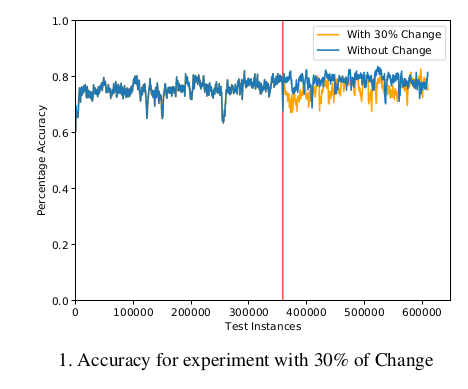 With 30% Change
Without Change
Percentage Accuracy
1.0
0.8
0.6
0.4
0.2
0.0
0 100000 200000 300000 400000 500000 600000
Test Instances
1. Accuracy for experiment with 30% of Change